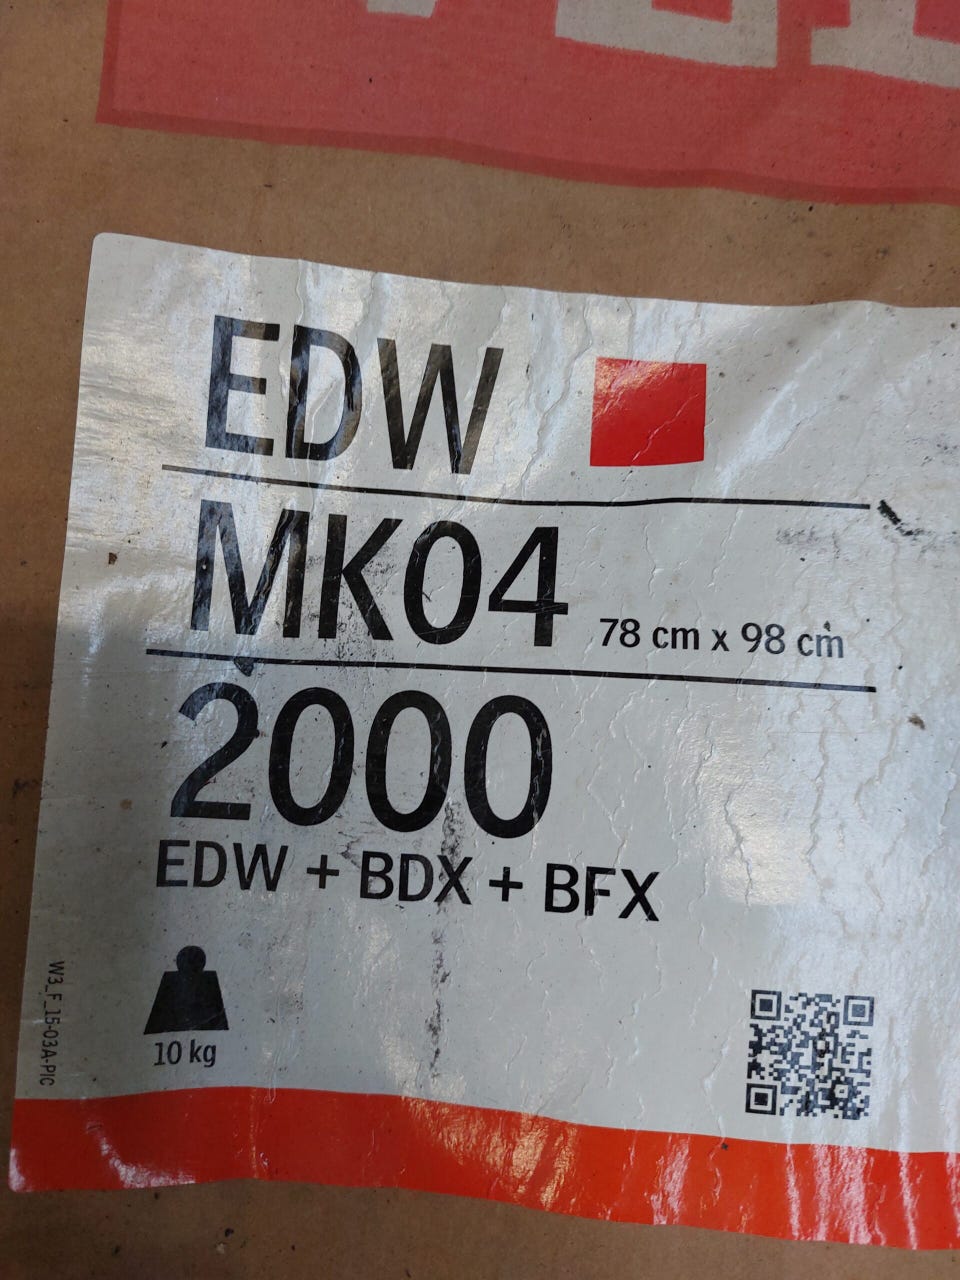 EDW
MK04 78 cm x 98 cm
2000
EDW + BDX + BFX
10 kg
W3_F_15-03A-PIC